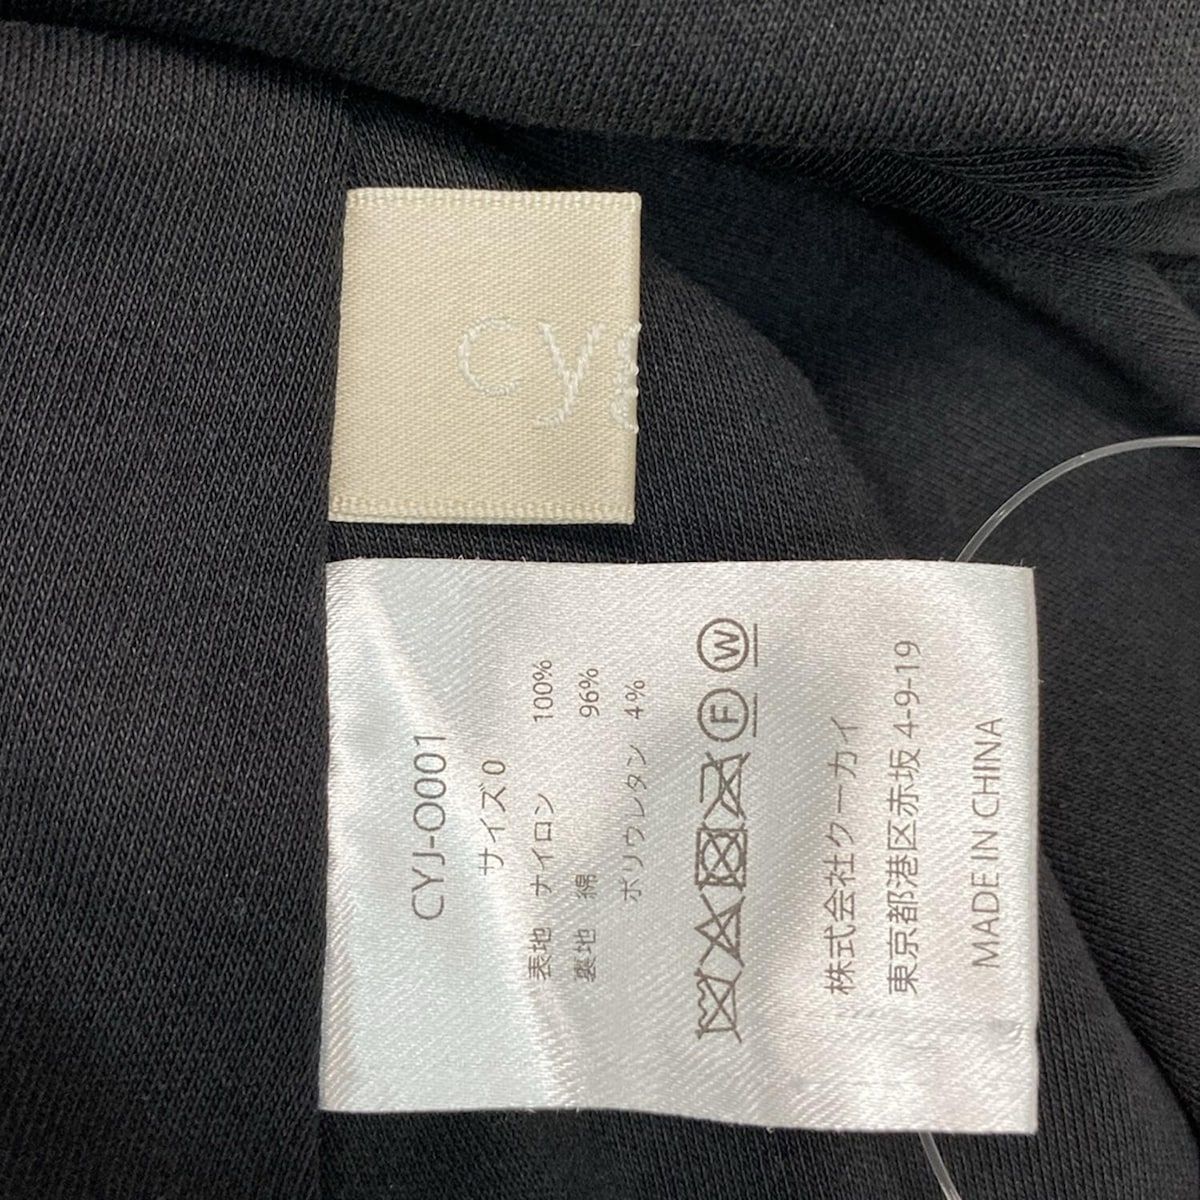 cy
CYJ-O001
サイズ 0
表地 ナイロン 100%
裏地 綿 96%
ポリウレタン 4%
F W
株式会社クーカイ
東京都港区赤坂 4-9-19
MADE IN CHINA